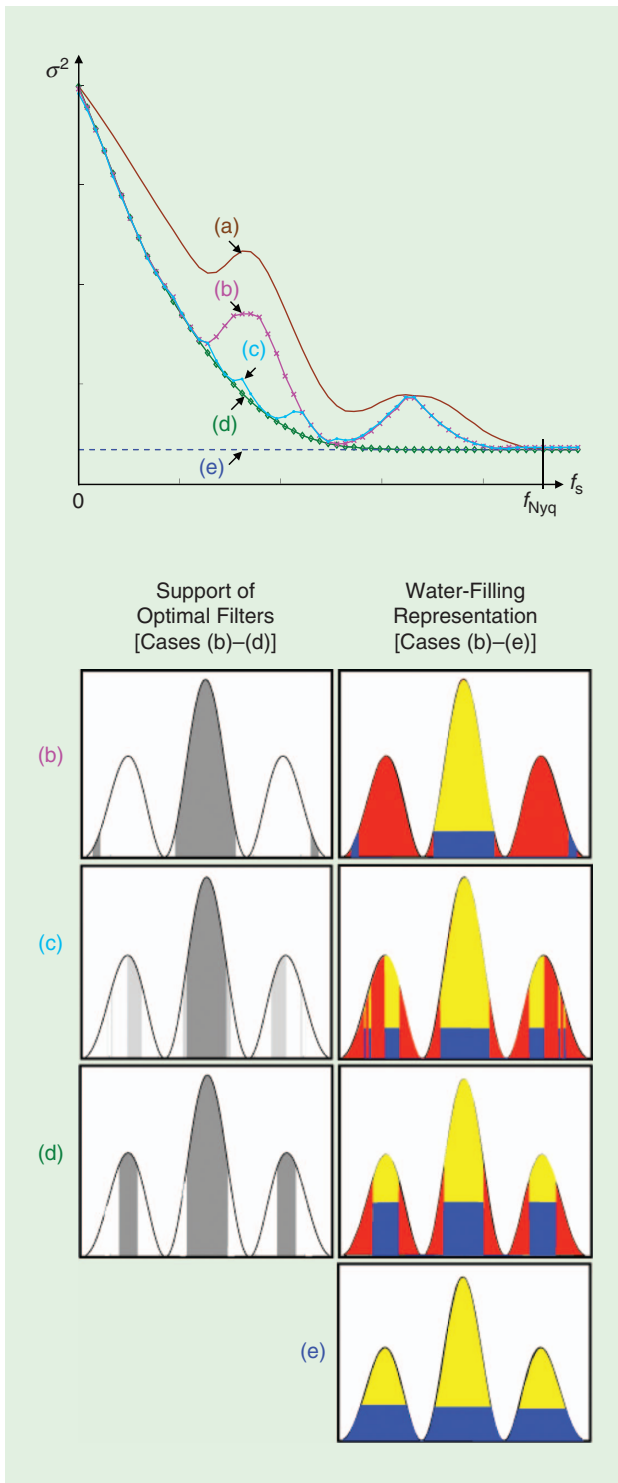 σ²
(a)
(b)
(c)
(d)
(e)
0
f_Nyq
f_s
Support of
Optimal Filters
[Cases (b)–(d)]
Water-Filling
Representation
[Cases (b)–(e)]
(b)
(c)
(d)
(e)